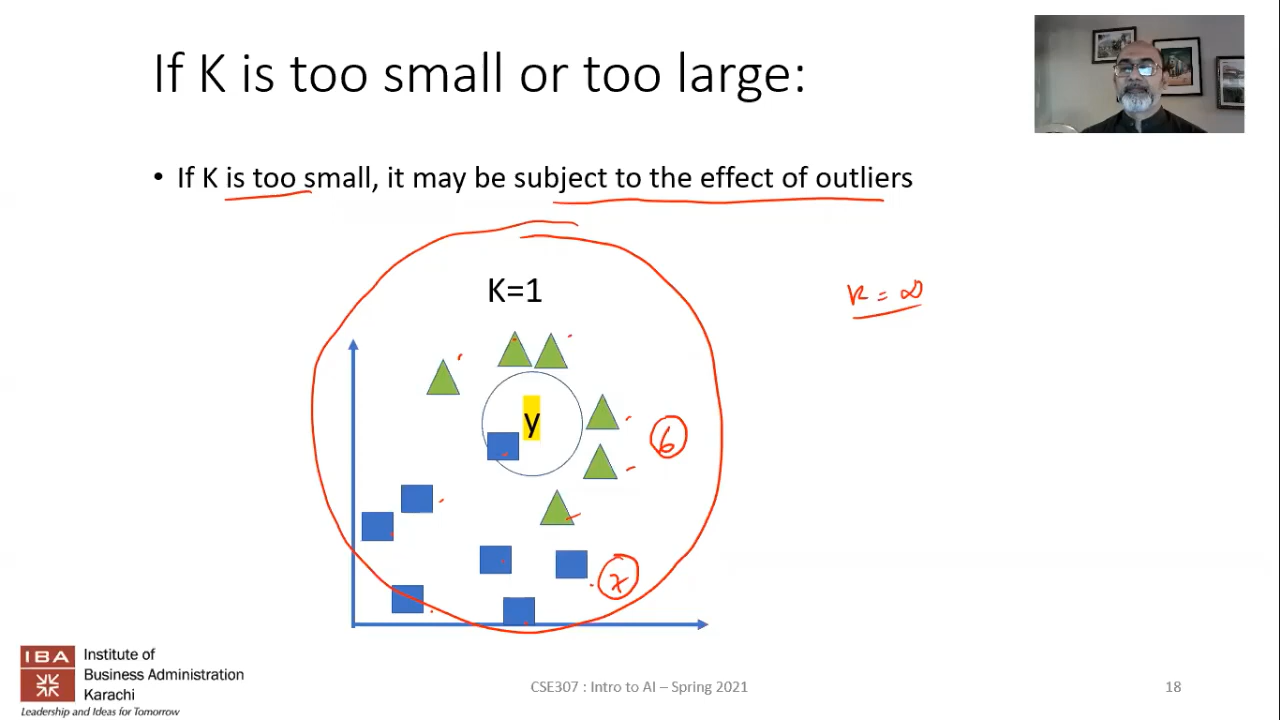 If K is too small or too large:
• If K is too small, it may be subject to the effect of outliers
K=1
K = ∞
y
6
7
IBA
Institute of
Business Administration
Karachi
Leadership and Ideas for Tomorrow
CSE307 : Intro to AI – Spring 2021
18